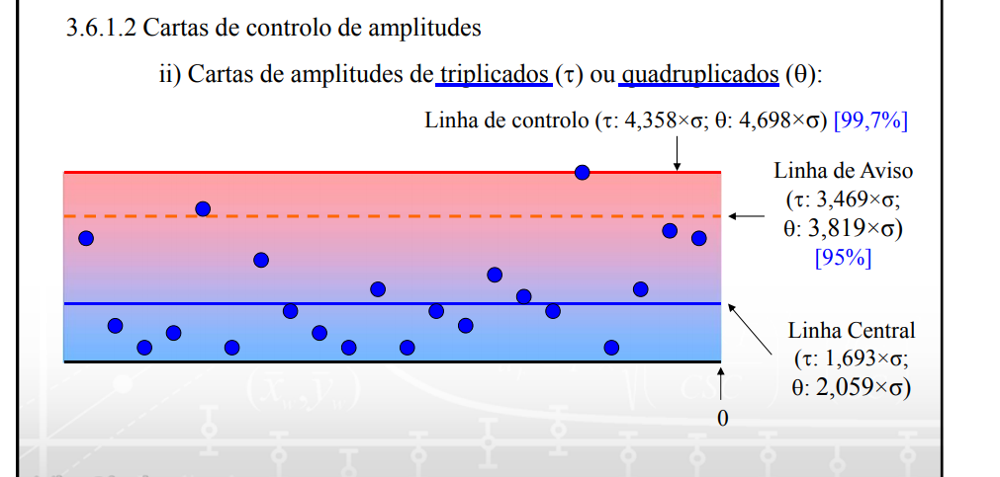 3.6.1.2 Cartas de controlo de amplitudes
ii) Cartas de amplitudes de triplicados (τ) ou quadruplicados (θ):
Linha de controlo (τ: 4,358×σ; θ: 4,698×σ) [99,7%]
Linha de Aviso
(τ: 3,469×σ;
θ: 3,819×σ)
[95%]
Linha Central
(τ: 1,693×σ;
θ: 2,059×σ)
0